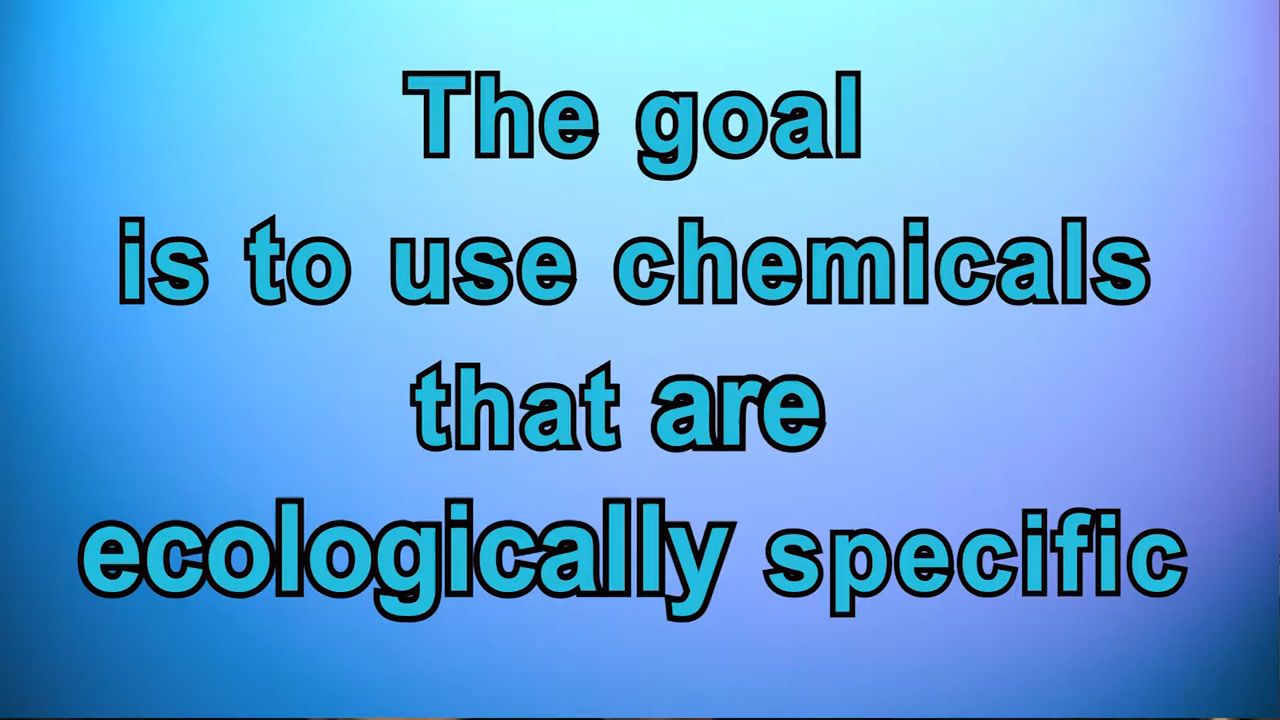 The goal
is to use chemicals
that are
ecologically specific